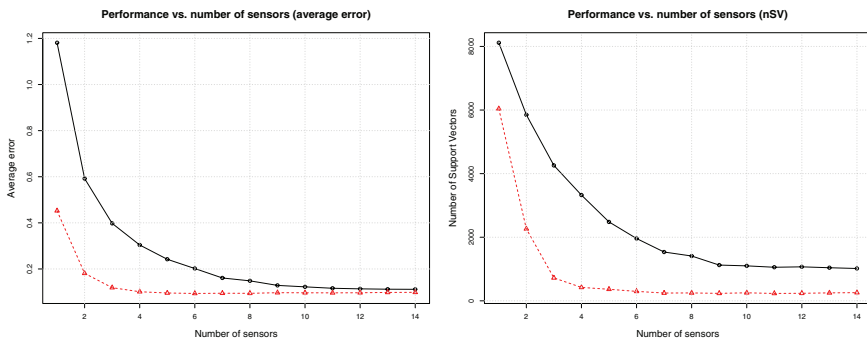 Performance vs. number of sensors (average error)
Average error
1.2
1.0
0.8
0.6
0.4
0.2
2 4 6 8 10 12 14
Number of sensors
Performance vs. number of sensors (nSV)
Number of Support Vectors
8000
6000
4000
2000
0
2 4 6 8 10 12 14
Number of sensors